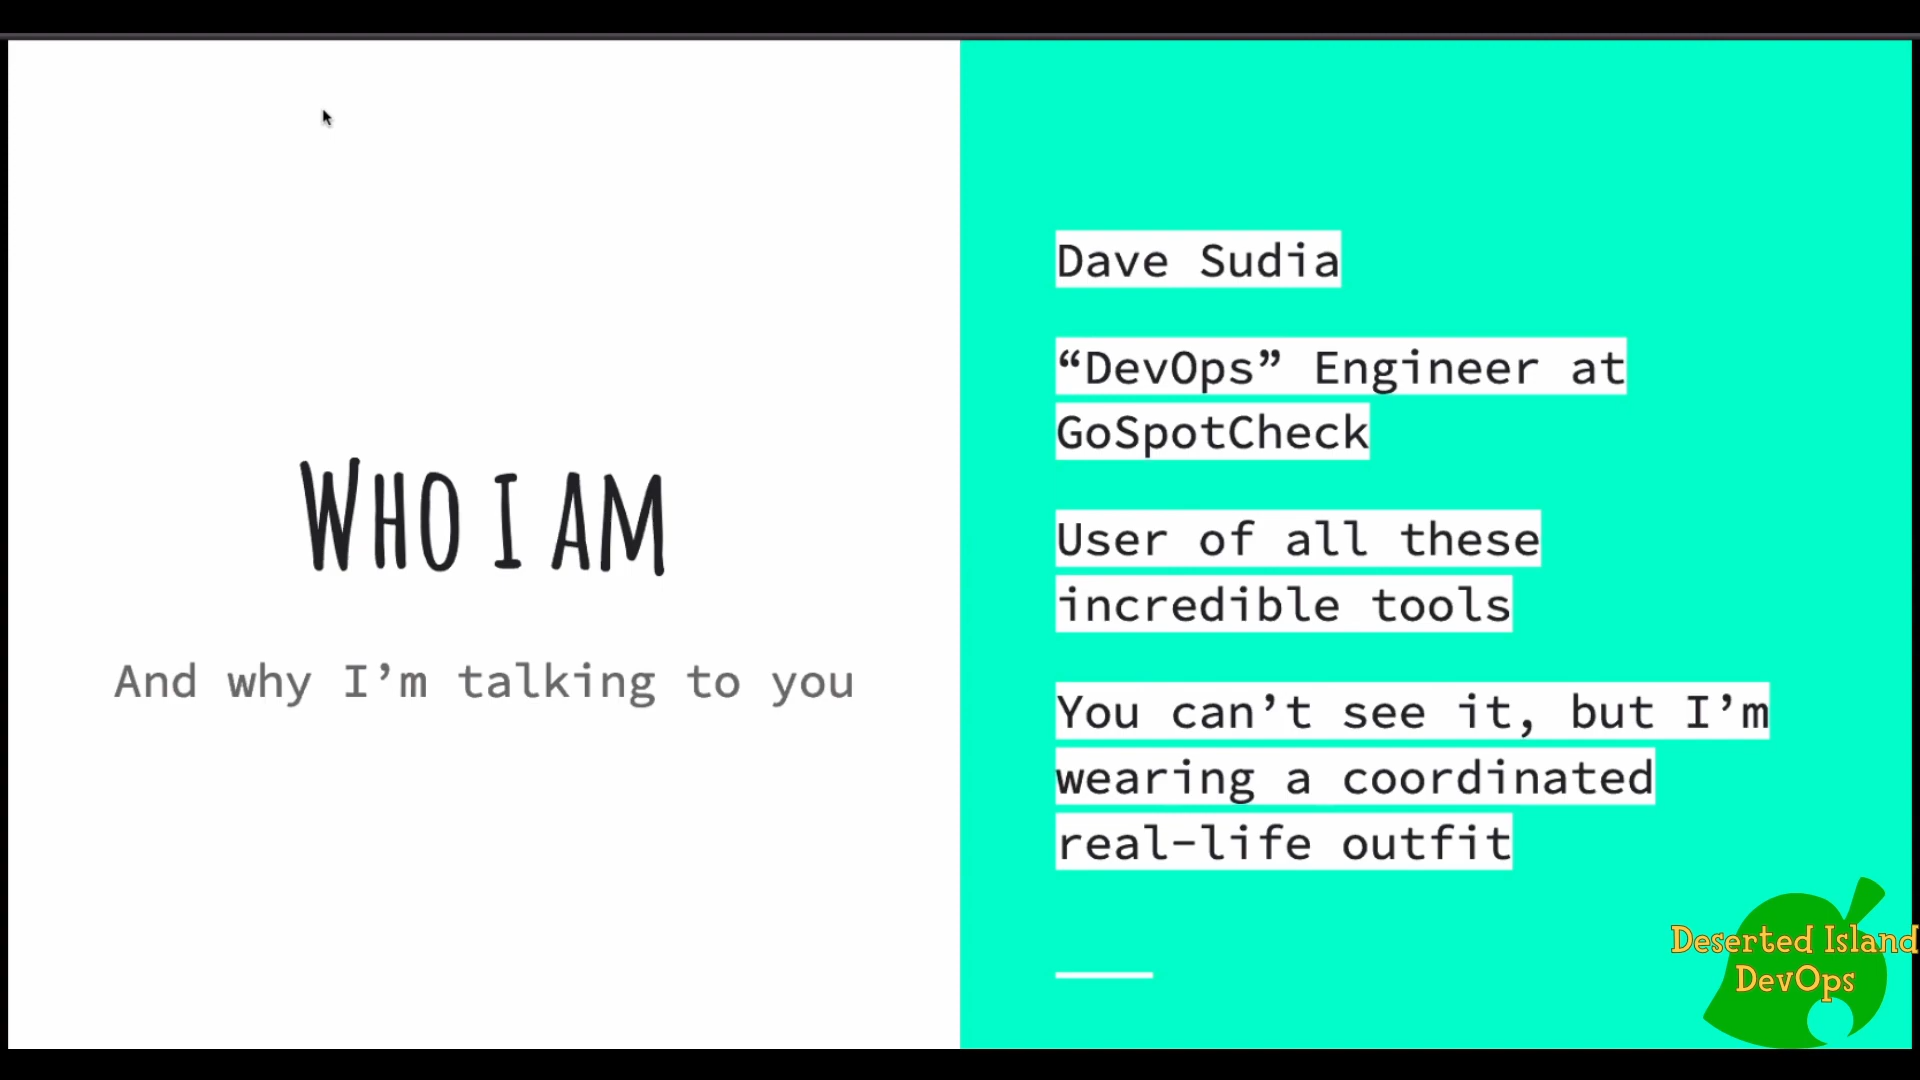 Who I am
And why I’m talking to you
Dave Sudia
“DevOps” Engineer at
GoSpotCheck
User of all these
incredible tools
You can’t see it, but I’m
wearing a coordinated
real-life outfit
Deserted Island
DevOps